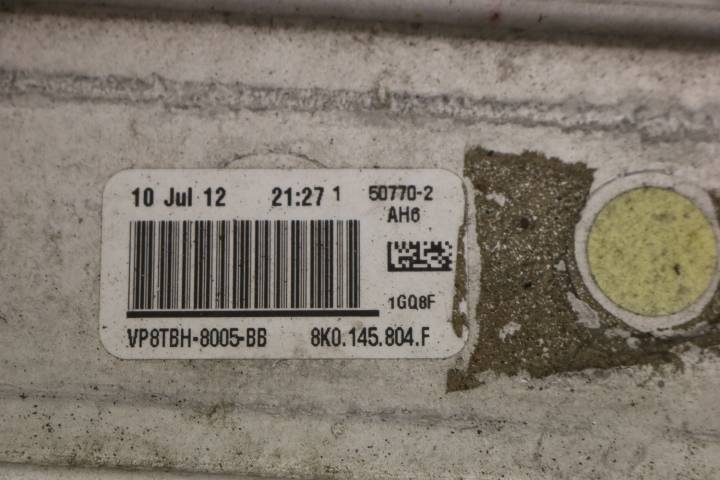 10 Jul 12 21:27 1 50770-2
AH6
1GQ8F
VP8TBH-8005-BB 8K0.145.804.F